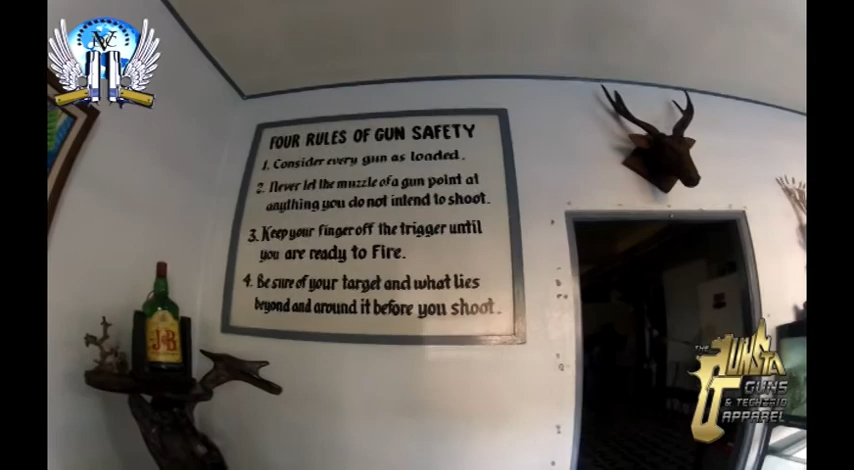 FOUR RULES OF GUN SAFETY
1. Consider every gun as loaded.
2. Never let the muzzle of a gun point at
anything you do not intend to shoot.
3. Keep your finger off the trigger until
you are ready to Fire.
4. Be sure of your target and what lies
beyond and around it before you shoot.
J&B
THE
GUNSTA
GUNS
&
APPAREL